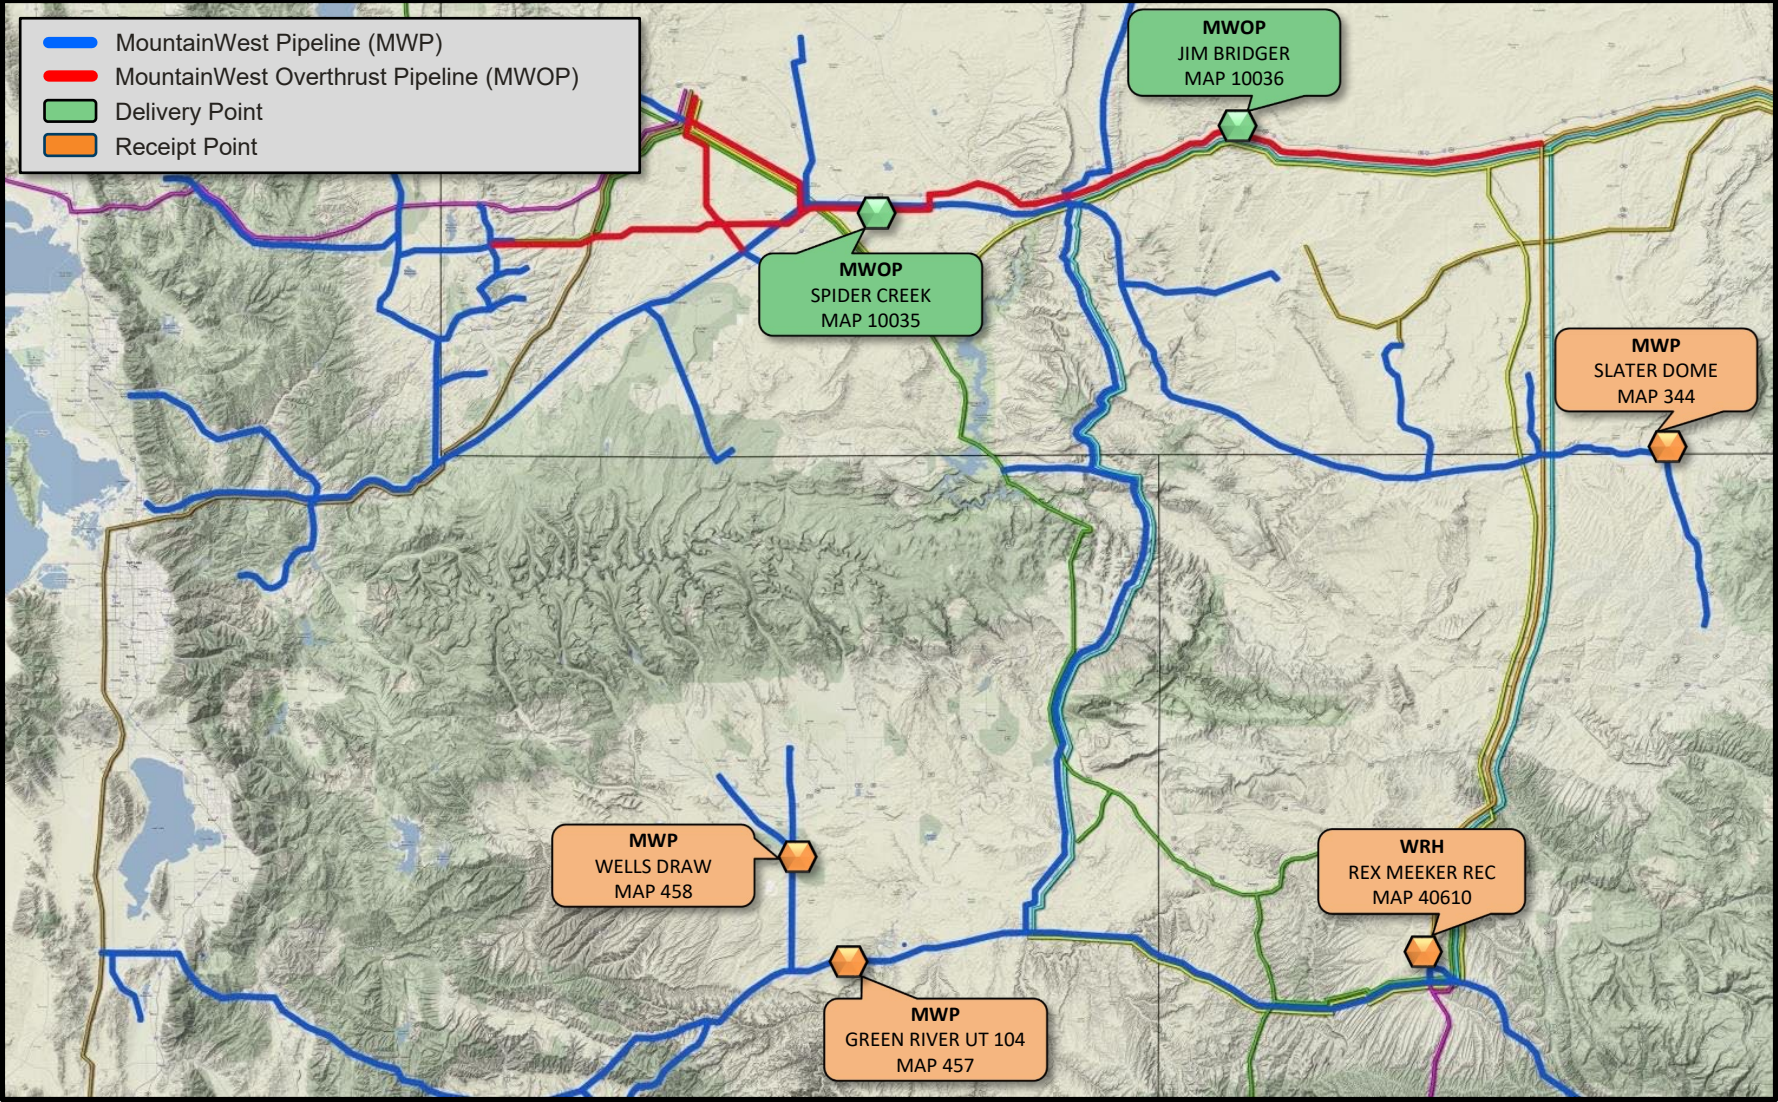 MountainWest Pipeline (MWP)
MountainWest Overthrust Pipeline (MWOP)
Delivery Point
Receipt Point
MWOP
JIM BRIDGER
MAP 10036
MWOP
SPIDER CREEK
MAP 10035
MWP
SLATER DOME
MAP 344
MWP
WELLS DRAW
MAP 458
WRH
REX MEEKER REC
MAP 40610
MWP
GREEN RIVER UT 104
MAP 457